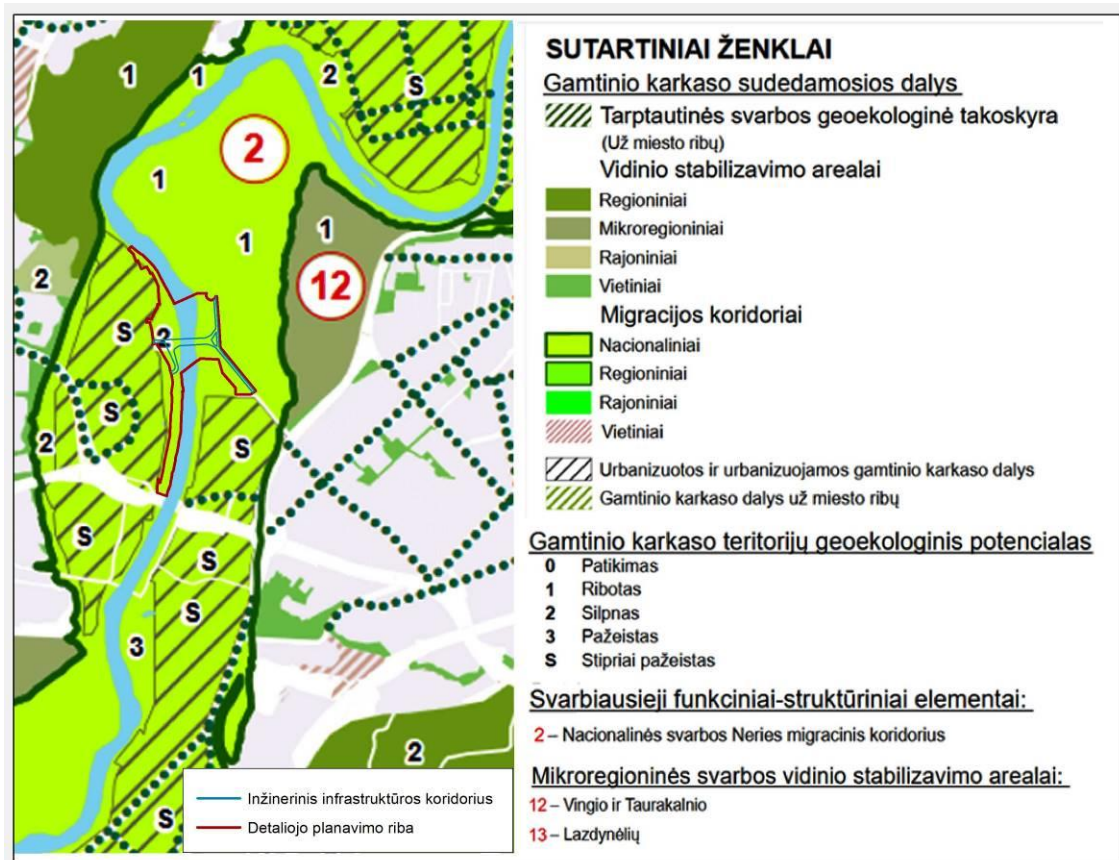 1
1
2
S
2
1
1
1
12
2
S
2
S
S
2
S
S
S
S
3
2
S
Inžinerinis infrastruktūros koridorius
Detaliojo planavimo riba
SUTARTINIAI ŽENKLAI
Gamtinio karkaso sudedamosios dalys
Tarptautinės svarbos geoekologinė takoskyra
(Už miesto ribų)
Vidinio stabilizavimo arealai
Regioniniai
Mikroregioniniai
Rajoniniai
Vietiniai
Migracijos koridoriai
Nacionaliniai
Regioniniai
Rajoniniai
Vietiniai
Urbanizuotos ir urbanizuojamos gamtinio karkaso dalys
Gamtinio karkaso dalys už miesto ribų
Gamtinio karkaso teritorijų geoekologinis potencialas
0 Patikimas
1 Ribotas
2 Silpnas
3 Pažeistas
S Stipriai pažeistas
Svarbiausieji funkciniai-struktūriniai elementai:
2 – Nacionalinės svarbos Neries migracinis koridorius
Mikroregioninės svarbos vidinio stabilizavimo arealai:
12 – Vingio ir Taurakalnio
13 – Lazdynėlių